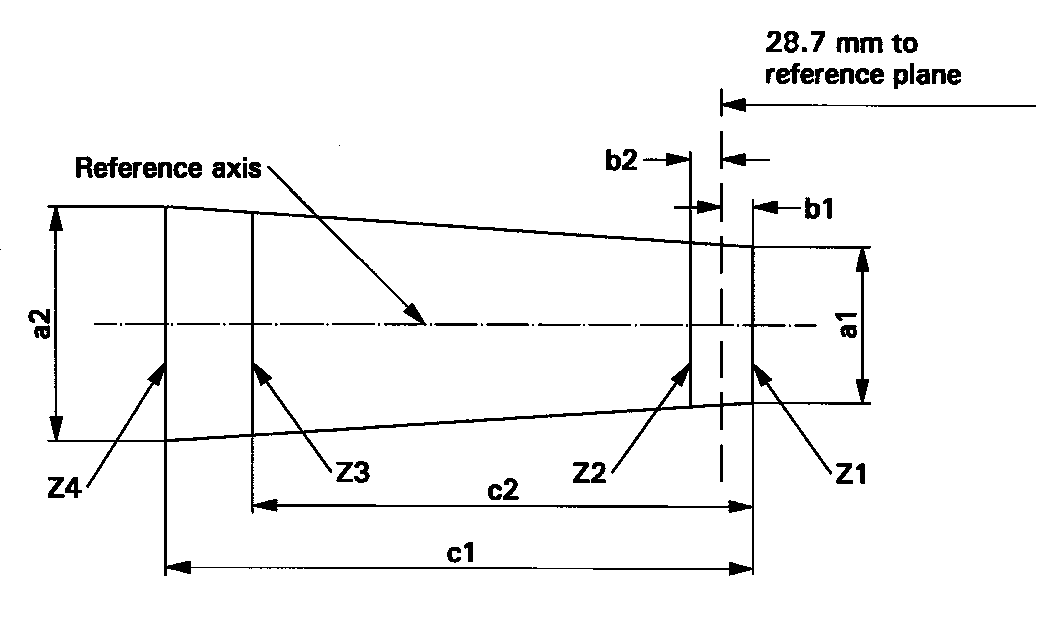 28.7 mm to
reference plane
b2
Reference axis
b1
a2
a1
Z4
Z3
Z2
Z1
c2
c1